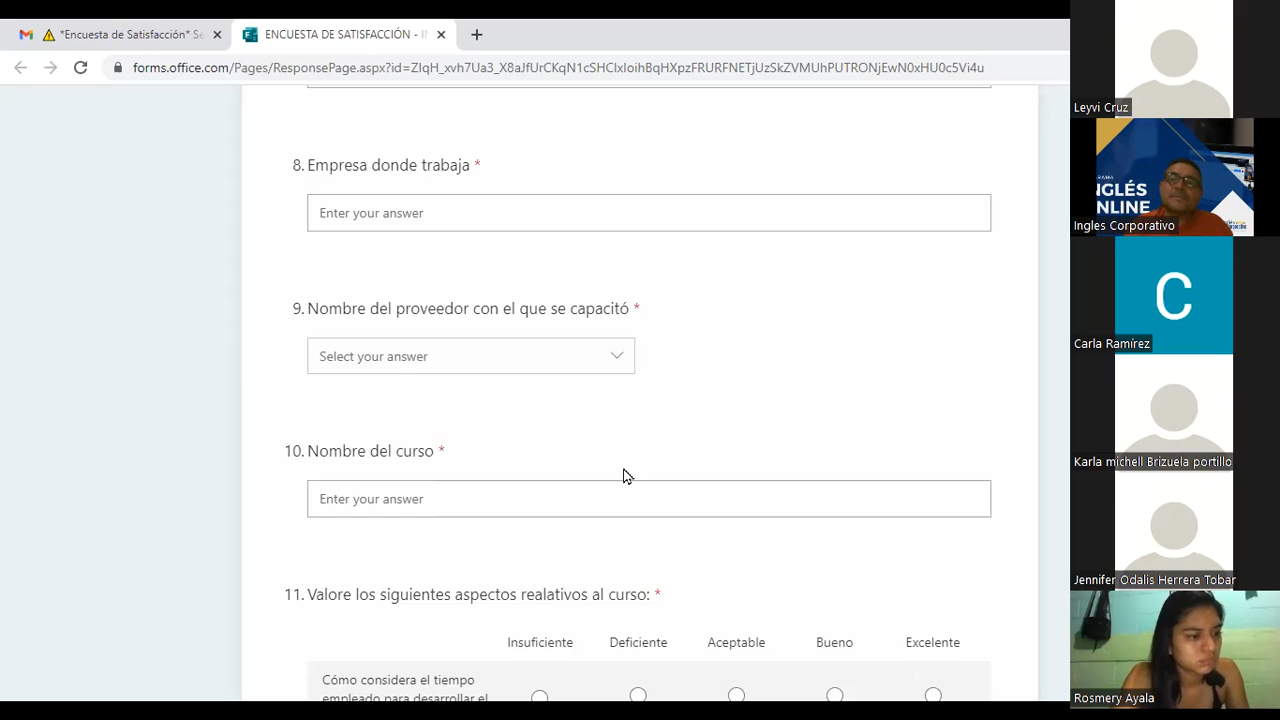 *Encuesta de Satisfacción* Se
ENCUESTA DE SATISFACCIÓN - I
forms.office.com/Pages/ResponsePage.aspx?id=ZIqH_xvh7Ua3_X8aJfUrCKqN1cSHClxIoihBqHXpzFRURFNETjUzSkZVMUhPUTRONjEwN0xHU0c5Vi4u
8. Empresa donde trabaja *
Enter your answer
9. Nombre del proveedor con el que se capacitó *
Select your answer
10. Nombre del curso *
Enter your answer
11. Valore los siguientes aspectos realativos al curso: *
Insuficiente Deficiente Aceptable Bueno Excelente
Cómo considera el tiempo
empleado para desarrollar el
Leyvi Cruz
NGLÉS
NLINE
Ingles Corporativo
C
Carla Ramírez
Karla michell Brizuela portillo
Jennifer Odalis Herrera Tobar
Rosmery Ayala